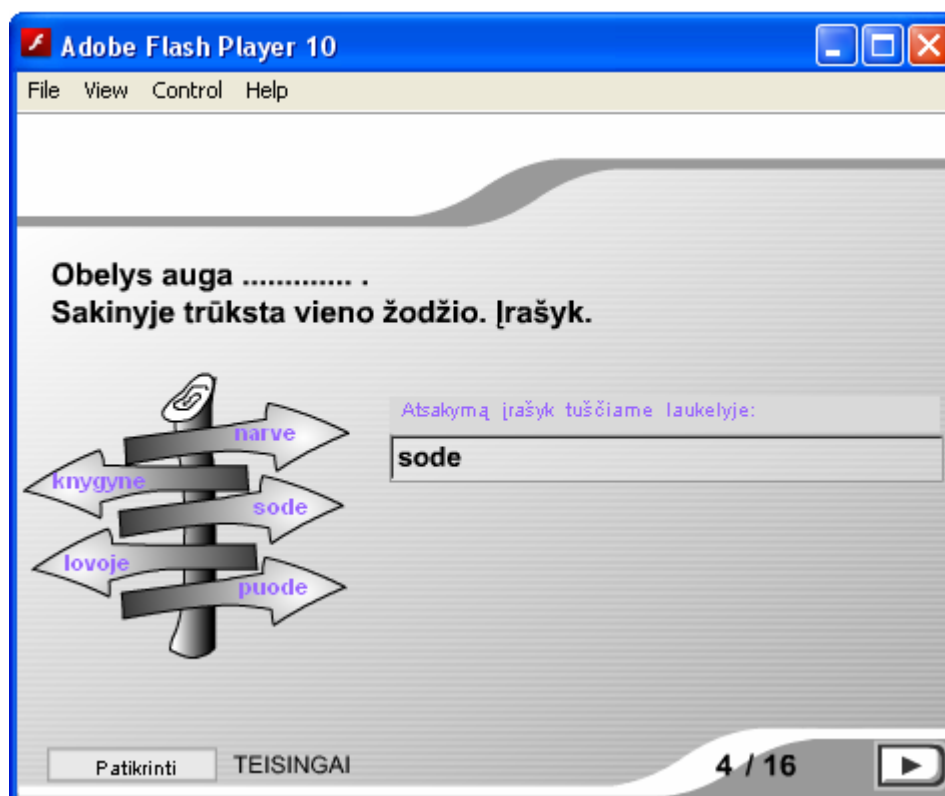 Adobe Flash Player 10
File View Control Help
Obelys auga ............. .
Sakinyje trūksta vieno žodžio. Įrašyk.
narve
knygyne
sode
lovoje
puode
Atsakymą įrašyk tuščiame laukelyje:
sode
Patikrinti TEISINGAI 4 / 16